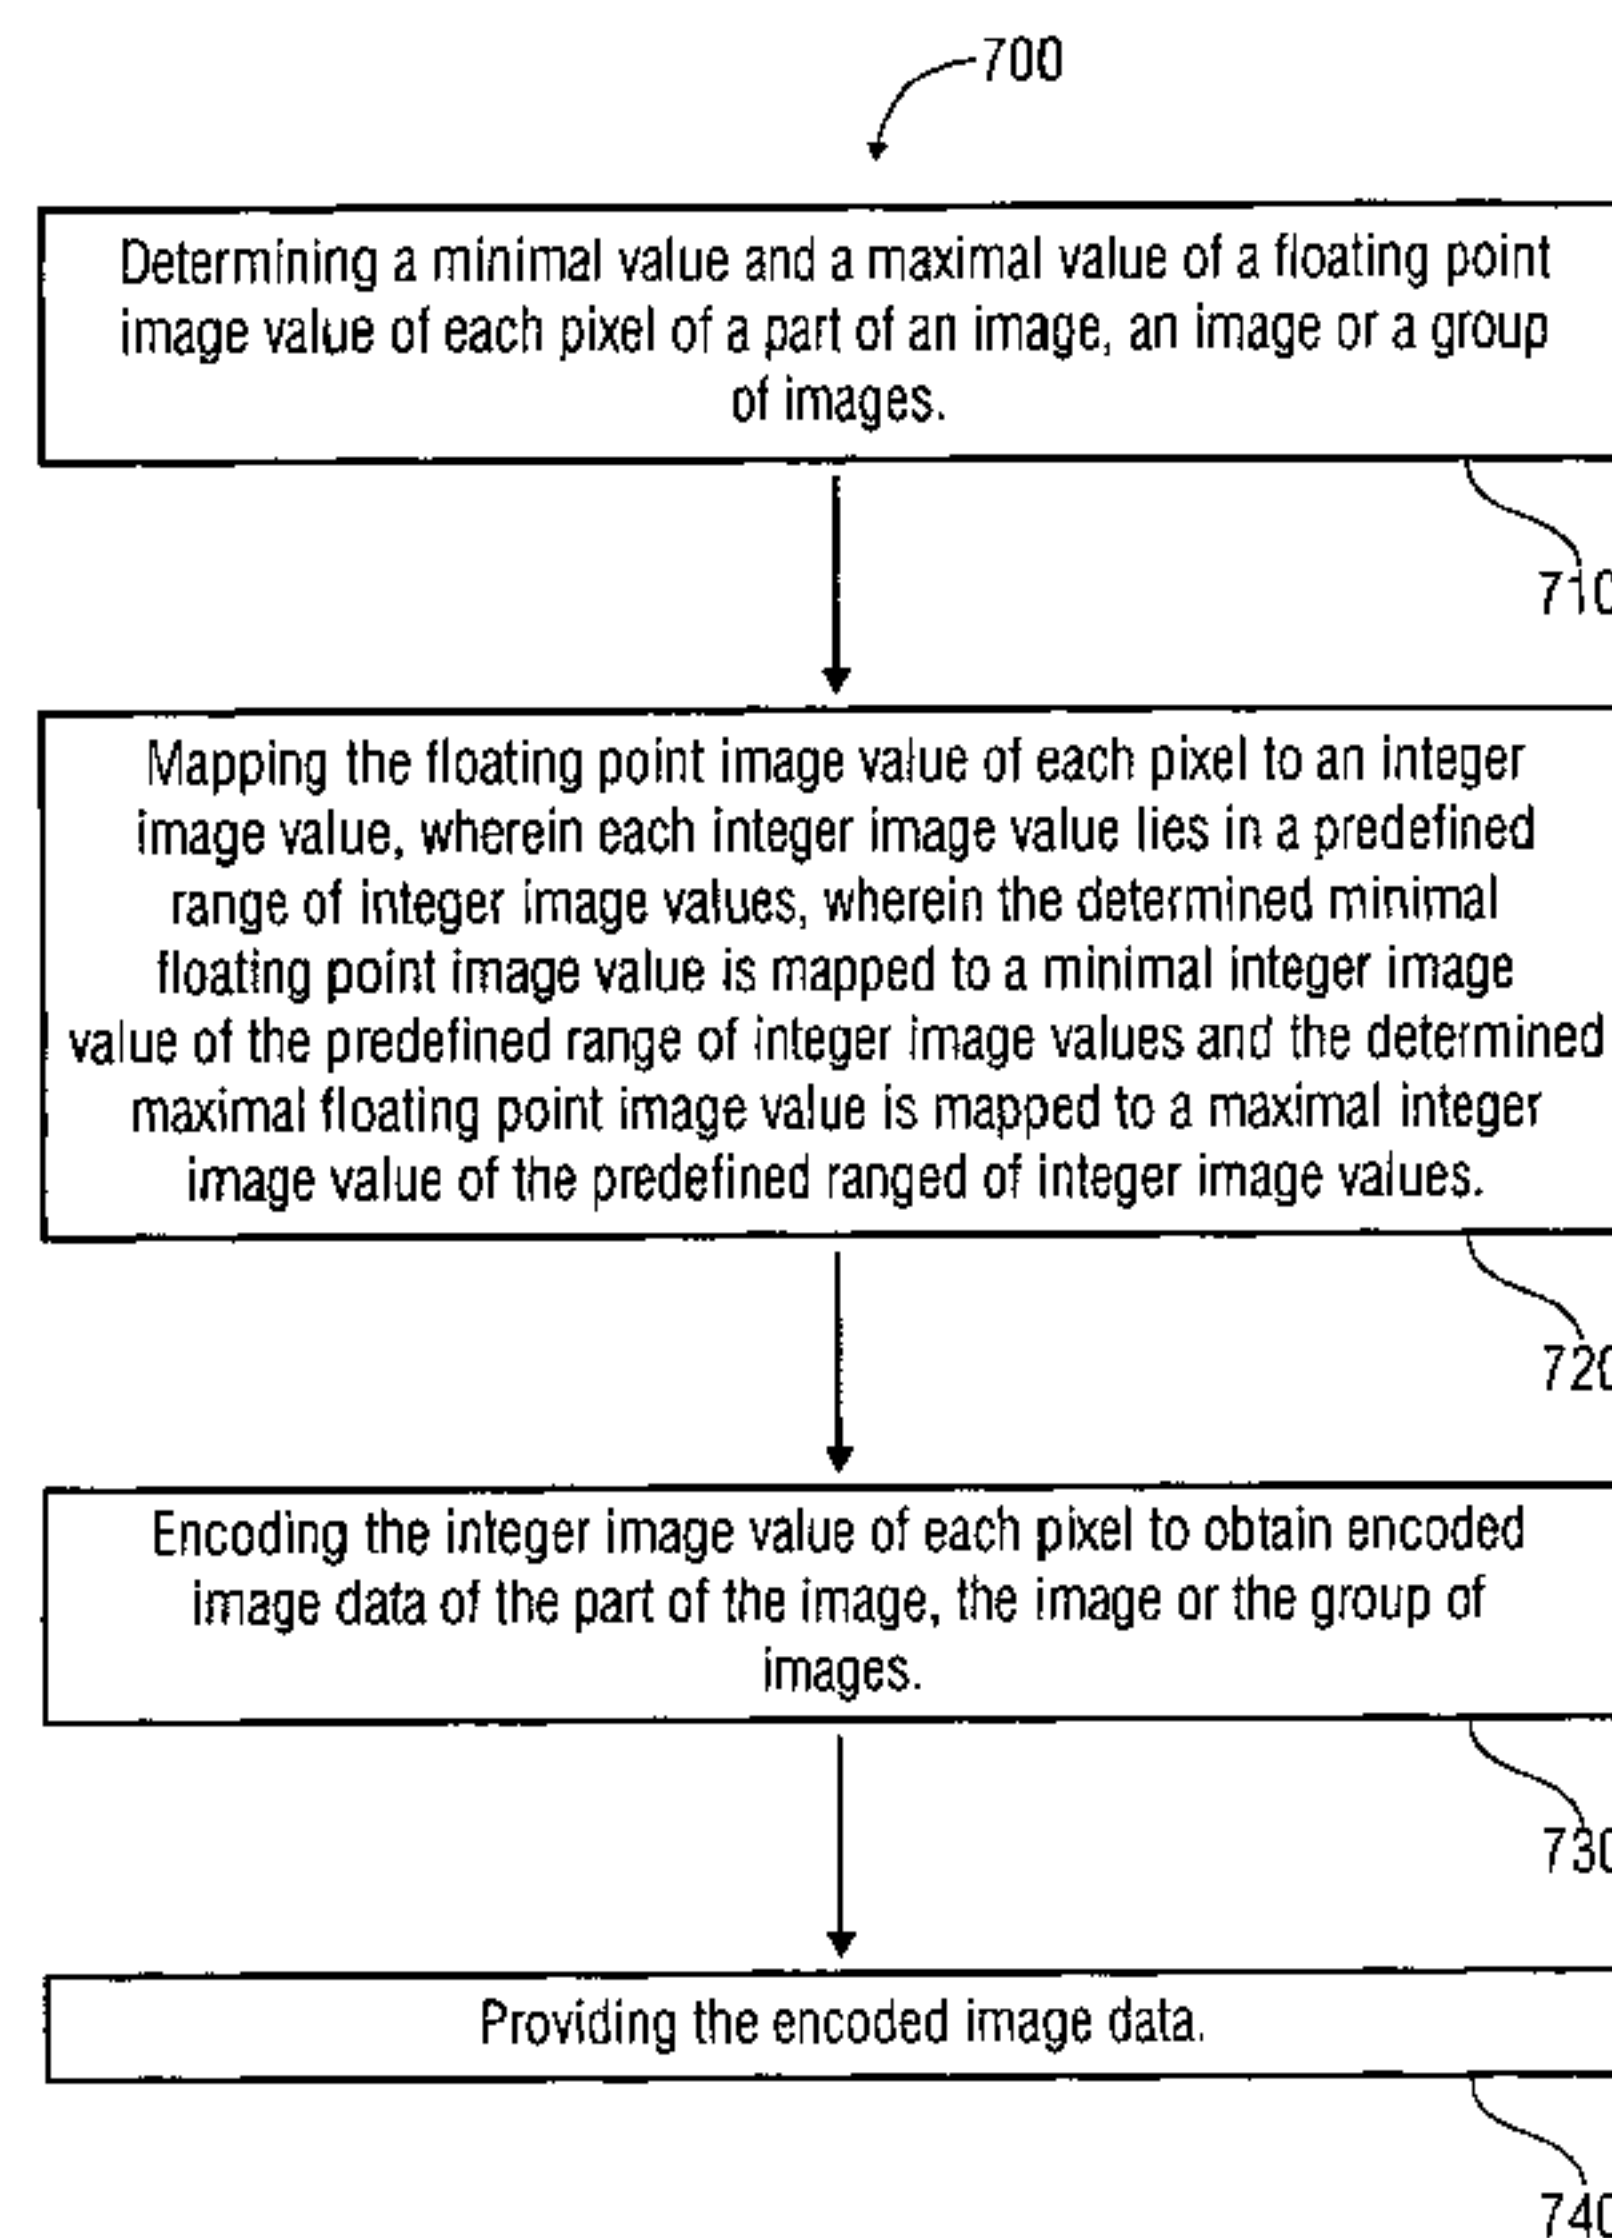 700
Determining a minimal value and a maximal value of a floating point
image value of each pixel of a part of an image, an image or a group
of images.
710
Mapping the floating point image value of each pixel to an integer
image value, wherein each integer image value lies in a predefined
range of integer image values, wherein the determined minimal
floating point image value is mapped to a minimal integer image
value of the predefined range of integer image values and the determined
maximal floating point image value is mapped to a maximal integer
image value of the predefined ranged of integer image values.
720
Encoding the integer image value of each pixel to obtain encoded
image data of the part of the image, the image or the group of
images.
730
Providing the encoded image data.
740